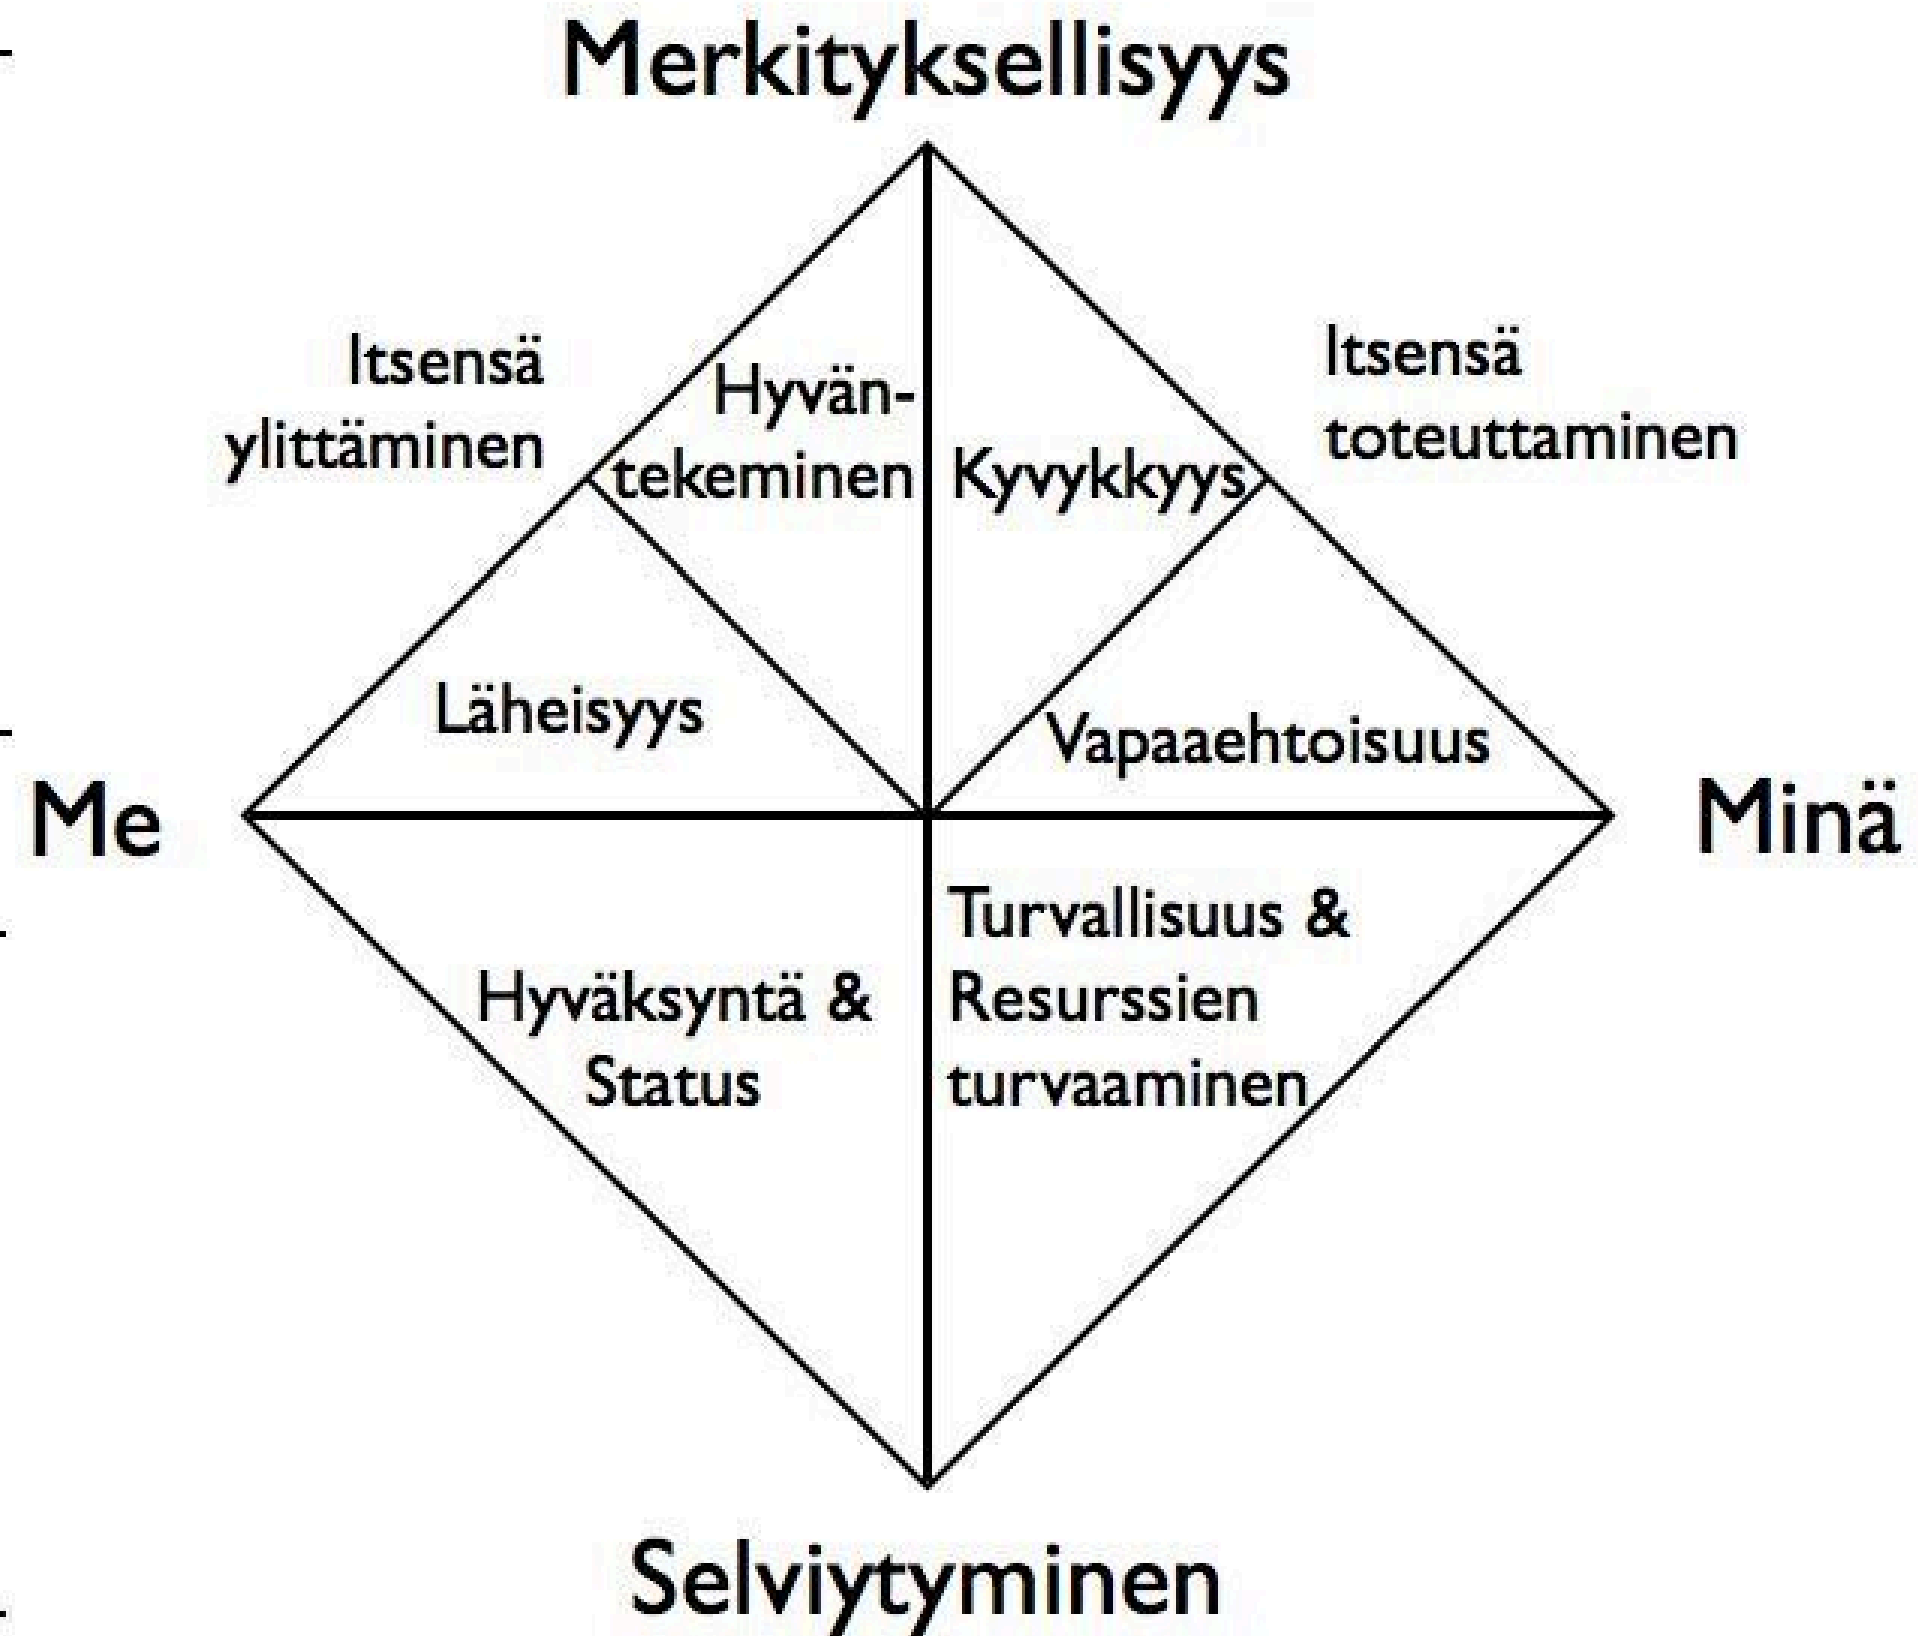 Merkityksellisyys
Itsensä
ylittäminen
Hyvän-
tekeminen
Kyvykkyys
Itsensä
toteuttaminen
Läheisyys
Vapaaehtoisuus
Me
Minä
Hyväksyntä &
Status
Turvallisuus &
Resurssien
turvaaminen
Selviytyminen